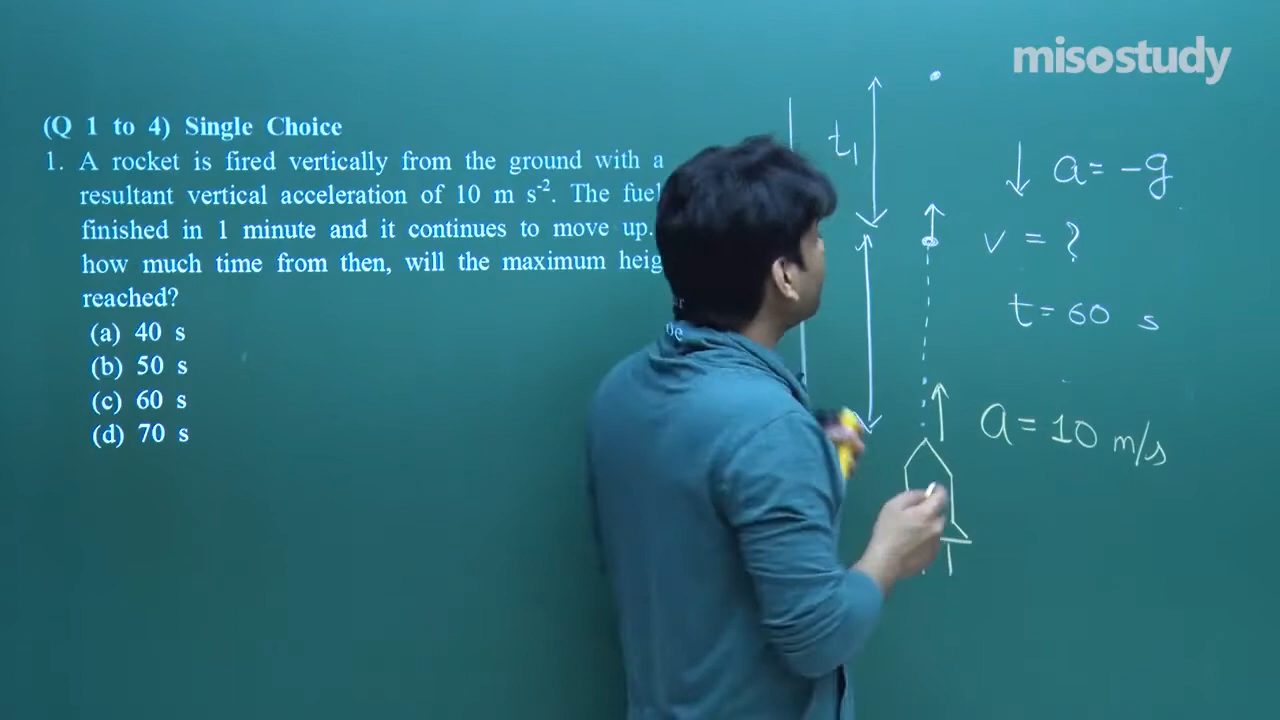 misostudy
(Q 1 to 4) Single Choice
1. A rocket is fired vertically from the ground with a
resultant vertical acceleration of 10 m s⁻². The fuel
finished in 1 minute and it continues to move up.
how much time from then, will the maximum heig
reached?
(a) 40 s
(b) 50 s
(c) 60 s
(d) 70 s
t₁
a = -g
v = ?
t = 60 s
a = 10 m/s